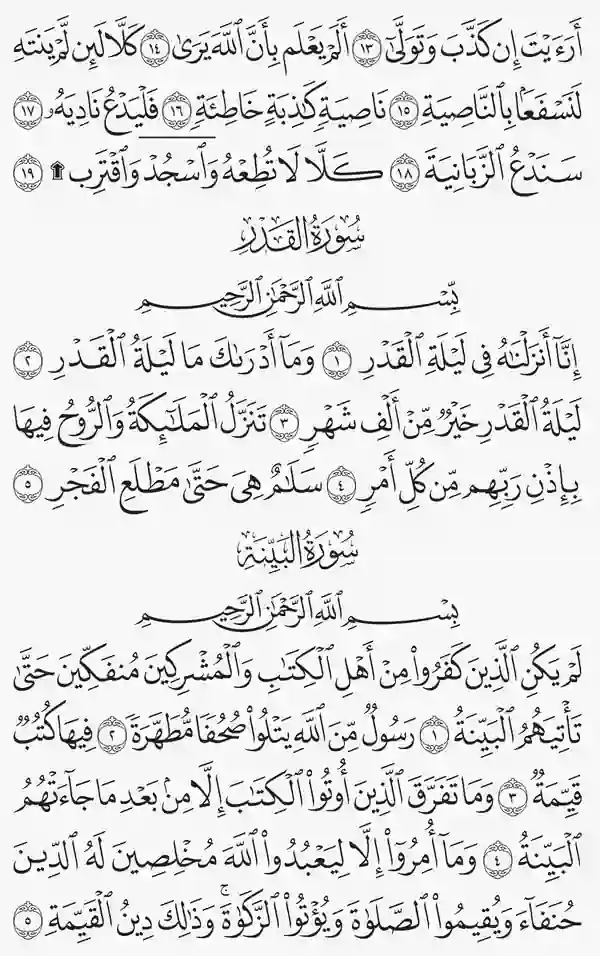 أَرَءَيْتَ إِن كَذَّبَ وَتَوَلَّىٰٓ ١٣ أَلَمْ يَعْلَم بِأَنَّ ٱللَّهَ يَرَىٰ ١٤ كَلَّا لَئِن لَّمْ يَنتَهِ
لَنَسْفَعًۢا بِٱلنَّاصِيَةِ ١٥ نَاصِيَةٍ كَـٰذِبَةٍ خَاطِئَةٍ ١٦ فَلْيَدْعُ نَادِيَهُۥ ١٧
سَنَدْعُ ٱلزَّبَانِيَةَ ١٨ كَلَّا لَا تُطِعْهُ وَٱسْجُدْ وَٱقْتَرِب ۩ ١٩
سُورَةُ القَدْرِ
بِسْمِ ٱللَّهِ ٱلرَّحْمَـٰنِ ٱلرَّحِيمِ
إِنَّآ أَنزَلْنَـٰهُ فِى لَيْلَةِ ٱلْقَدْرِ ١ وَمَآ أَدْرَىٰكَ مَا لَيْلَةُ ٱلْقَدْرِ ٢
لَيْلَةُ ٱلْقَدْرِ خَيْرٌ مِّنْ أَلْفِ شَهْرٍ ٣ تَنَزَّلُ ٱلْمَلَـٰٓئِكَةُ وَٱلرُّوحُ فِيهَا
بِإِذْنِ رَبِّهِم مِّن كُلِّ أَمْرٍ ٤ سَلَـٰمٌ هِىَ حَتَّىٰ مَطْلَعِ ٱلْفَجْرِ ٥
سُورَةُ البَيِّنَةِ
بِسْمِ ٱللَّهِ ٱلرَّحْمَـٰنِ ٱلرَّحِيمِ
لَمْ يَكُنِ ٱلَّذِينَ كَفَرُوا۟ مِنْ أَهْلِ ٱلْكِتَـٰبِ وَٱلْمُشْرِكِينَ مُنفَكِّينَ حَتَّىٰ
تَأْتِيَهُمُ ٱلْبَيِّنَةُ ١ رَسُولٌ مِّنَ ٱللَّهِ يَتْلُوا۟ صُحُفًا مُّطَهَّرَةً ٢ فِيهَا كُتُبٌ
قَيِّمَةٌ ٣ وَمَا تَفَرَّقَ ٱلَّذِينَ أُوتُوا۟ ٱلْكِتَـٰبَ إِلَّا مِنۢ بَعْدِ مَا جَآءَتْهُمُ
ٱلْبَيِّنَةُ ٤ وَمَآ أُمِرُوٓا۟ إِلَّا لِيَعْبُدُوا۟ ٱللَّهَ مُخْلِصِينَ لَهُ ٱلدِّينَ
حُنَفَآءَ وَيُقِيمُوا۟ ٱلصَّلَوٰةَ وَيُؤْتُوا۟ ٱلزَّكَوٰةَ ۚ وَذَٰلِكَ دِينُ ٱلْقَيِّمَةِ ٥